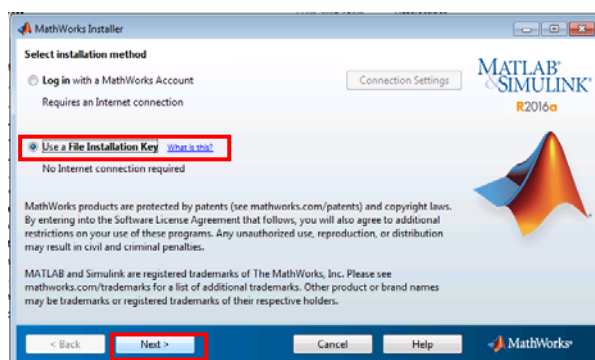 MathWorks Installer
Select installation method
Log in with a MathWorks Account
Connection Settings
Requires an Internet connection
MATLAB®
&SIMULINK®
R2016a
Use a File Installation Key What is this?
No Internet connection required
MathWorks products are protected by patents (see mathworks.com/patents) and copyright laws.
By entering into the Software License Agreement that follows, you will also agree to additional
restrictions on your use of these programs. Any unauthorized use, reproduction, or distribution
may result in civil and criminal penalties.
MATLAB and Simulink are registered trademarks of The MathWorks, Inc. Please see
mathworks.com/trademarks for a list of additional trademarks. Other product or brand names
may be trademarks or registered trademarks of their respective holders.
< Back
Next >
Cancel
Help
MathWorks®